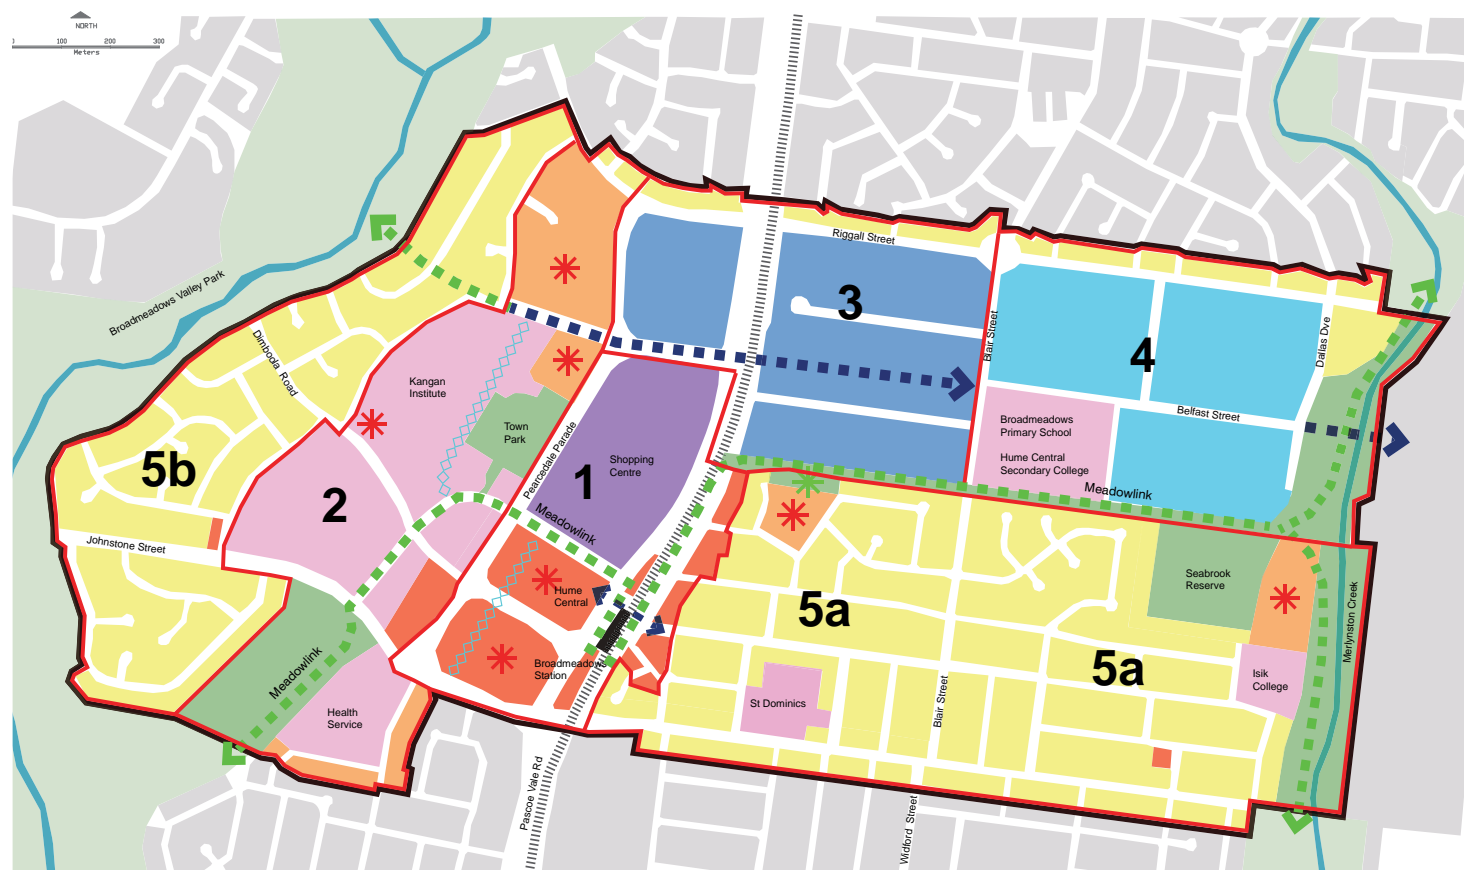 NORTH
100 200 300
Meters
Broadmeadows Valley Park
Riggall Street
3
Blair Street
4
Dallas Dve
Dimboola Road
Kangan
Institute
Town
Park
Pearcedale Parade
1
Shopping
Centre
Broadmeadows
Primary School
Hume Central
Secondary College
Belfast Street
Meadowlink
5b
2
Meadowlink
Johnstone Street
Hume
Central
Seabrook
Reserve
Merlynston Creek
5a
5a
Meadowlink
Broadmeadows
Station
Isik
College
Blair Street
St Dominics
Health
Service
Pascoe Vale Rd
Widford Street